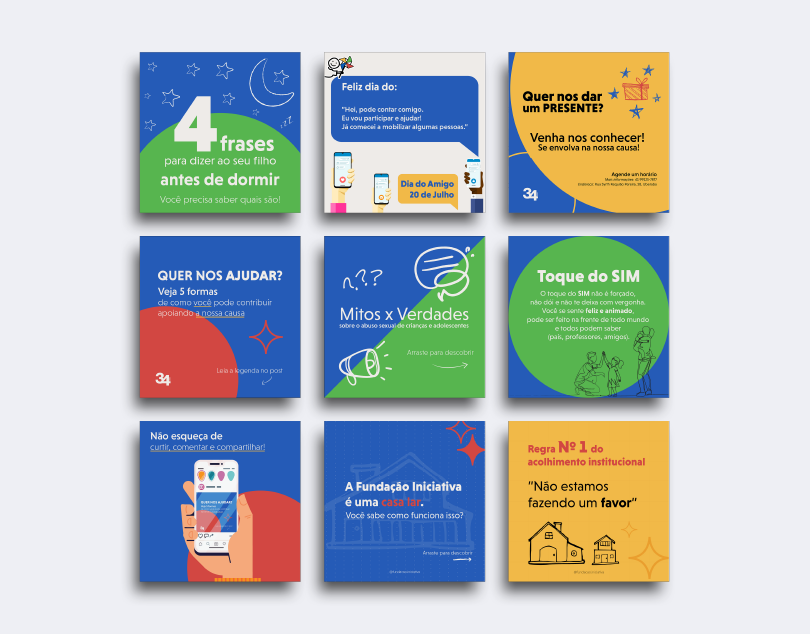 4 frases
para dizer ao seu filho
antes de dormir
Você precisa saber quais são!
Feliz dia do:
"Hei, pode contar comigo.
Eu vou participar e ajudar!
Já comecei a mobilizar algumas pessoas."
Dia do Amigo
20 de Julho
Quer nos dar
um PRESENTE?
Venha nos conhecer!
Se envolva na nossa causa!
Agende um horário
34
QUER NOS AJUDAR?
Veja 5 formas
de como você pode contribuir
apoiando a nossa causa
Leia a legenda no post
34
n???
Mitos x Verdades
sobre o abuso sexual de crianças e adolescentes
Arraste para descobrir
Toque do SIM
O toque do SIM não é forçado,
não dói e não te deixa com vergonha.
Você se sente feliz e animado,
pode ser feito na frente de todo mundo
e todos podem saber
(pais, professores, amigos).
Não esqueça de
curtir, comentar e compartilhar!
QUER NOS AJUDAR?
A Fundação Iniciativa
é uma casa lar.
Você sabe como funciona isso?
Arraste para descobrir
Regra Nº 1 do
acolhimento institucional
"Não estamos
fazendo um favor"